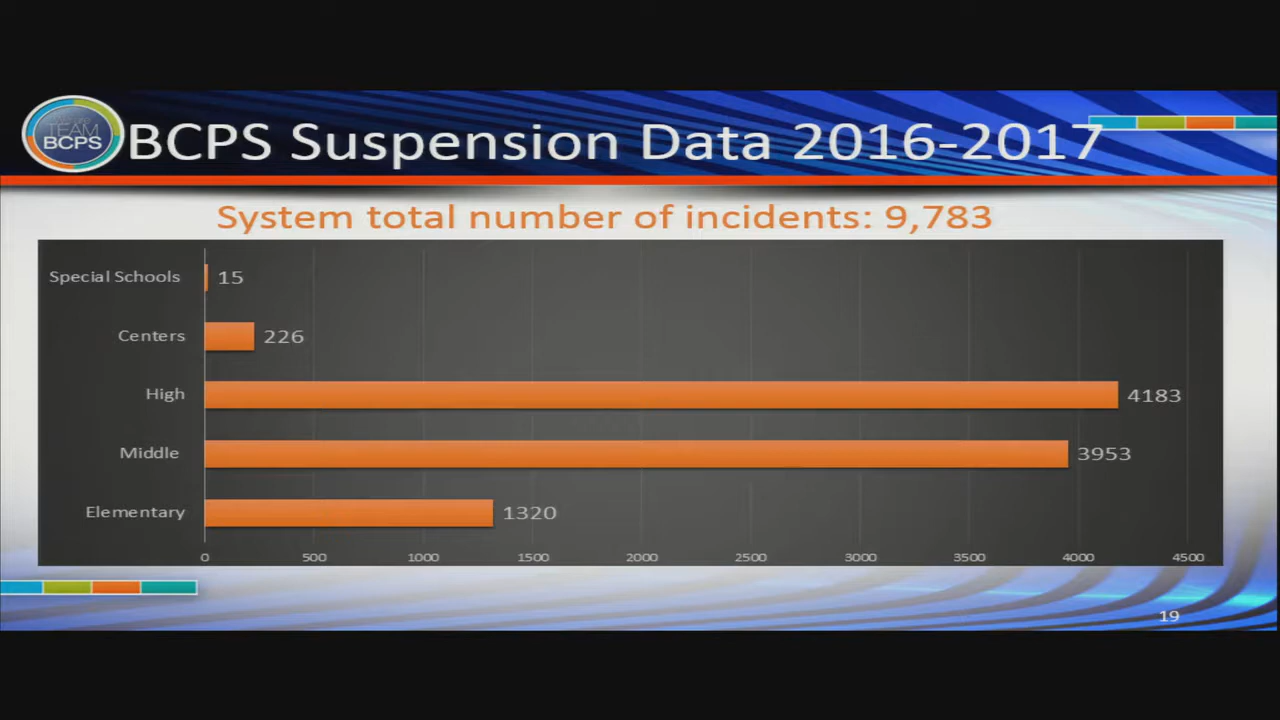 TEAM
BCPS
BCPS Suspension Data 2016-2017
System total number of incidents: 9,783
Special Schools 15
Centers 226
High 4183
Middle 3953
Elementary 1320
0 500 1000 1500 2000 2500 3000 3500 4000 4500
19